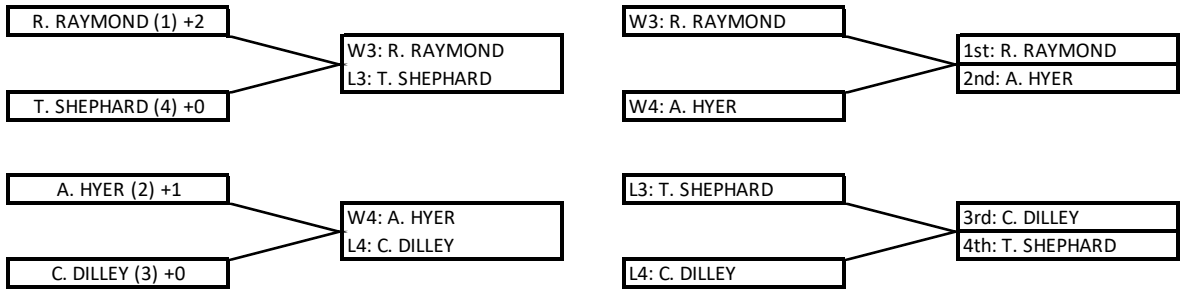 R. RAYMOND (1) +2
W3: R. RAYMOND
L3: T. SHEPHARD
T. SHEPHARD (4) +0
W3: R. RAYMOND
1st: R. RAYMOND
2nd: A. HYER
W4: A. HYER
A. HYER (2) +1
W4: A. HYER
L4: C. DILLEY
C. DILLEY (3) +0
L3: T. SHEPHARD
3rd: C. DILLEY
4th: T. SHEPHARD
L4: C. DILLEY